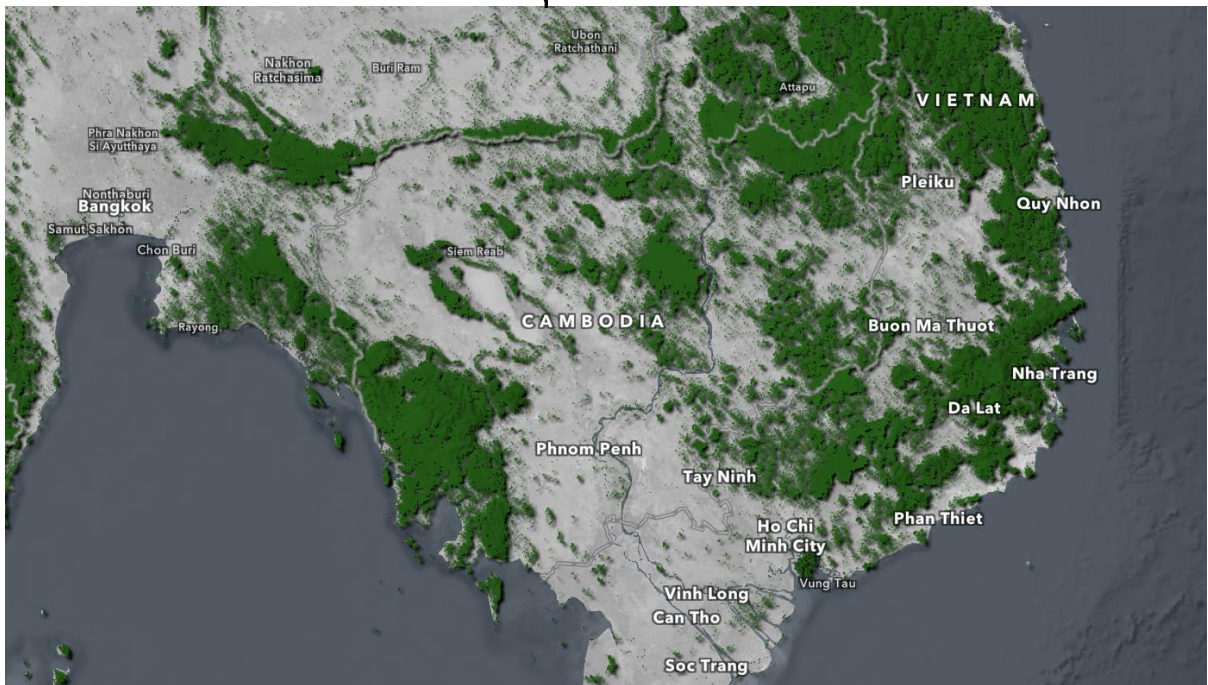 Ubon
Ratchathani
Nakhon
Ratchasima
Buri Ram
Attapu
VIETNAM
Phra Nakhon
Si Ayutthaya
Pleiku
Nonthaburi
Bangkok
Quy Nhon
Samut Sakhon
Chon Buri
Siem Reab
CAMBODIA
Rayong
Buon Ma Thuot
Nha Trang
Da Lat
Phnom Penh
Tay Ninh
Phan Thiet
Ho Chi
Minh City
Vung Tau
Vinh Long
Can Tho
Soc Trang